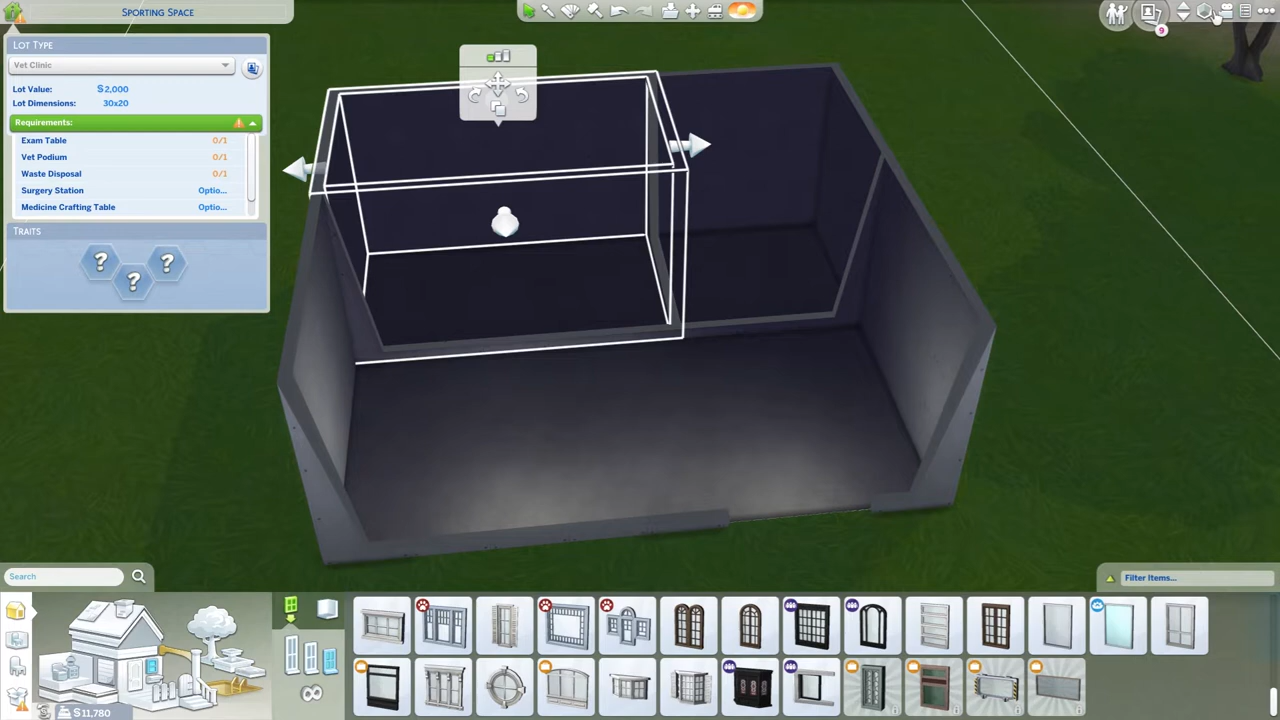 SPORTING SPACE
9
LOT TYPE
Vet Clinic
Lot Value: $2,000
Lot Dimensions: 30x20
Requirements:
Exam Table 0/1
Vet Podium 0/1
Waste Disposal 0/1
Surgery Station Optio...
Medicine Crafting Table Optio...
TRAITS
? ? ?
Search
Filter Items...
$11,780